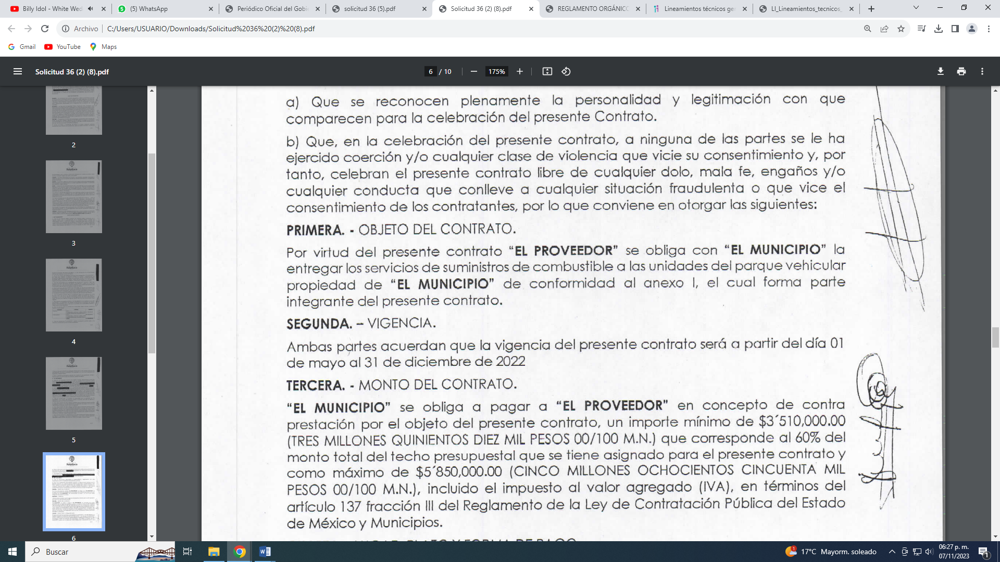 Billy Idol - White Wed
(5) WhatsApp
Periódico Oficial del Gobi
solicitud 36 (5).pdf
Solicitud 36 (2) (8).pdf
REGLAMENTO ORGÁNICO
Lineamientos técnicos ge
LI_Lineamientos_tecnicos_
Archivo
C:/Users/USUARIO/Downloads/Solicitud%2036%20(2)%20(8).pdf
Gmail
YouTube
Maps
Solicitud 36 (2) (8).pdf
6 / 10
175%
2
3
4
5
6
a) Que se reconocen plenamente la personalidad y legitimación con que
comparecen para la celebración del presente Contrato.
b) Que, en la celebración del presente contrato, a ninguna de las partes se le ha
ejercido coerción y/o cualquier clase de violencia que vicie su consentimiento y, por
tanto, celebran el presente contrato libre de cualquier dolo, mala fe, engaños y/o
cualquier conducta que conlleve a cualquier situación fraudulenta o que vice el
consentimiento de los contratantes, por lo que conviene en otorgar las siguientes:
PRIMERA. - OBJETO DEL CONTRATO.
Por virtud del presente contrato “EL PROVEEDOR” se obliga con “EL MUNICIPIO” la
entregar los servicios de suministros de combustible a las unidades del parque vehicular
propiedad de “EL MUNICIPIO” de conformidad al anexo I, el cual forma parte
integrante del presente contrato.
SEGUNDA. – VIGENCIA.
Ambas partes acuerdan que la vigencia del presente contrato será a partir del día 01
de mayo al 31 de diciembre de 2022
TERCERA. - MONTO DEL CONTRATO.
“EL MUNICIPIO” se obliga a pagar a “EL PROVEEDOR” en concepto de contra
prestación por el objeto del presente contrato, un importe mínimo de $3´510,000.00
(TRES MILLONES QUINIENTOS DIEZ MIL PESOS 00/100 M.N.) que corresponde al 60% del
monto total del techo presupuestal que se tiene asignado para el presente contrato y
como máximo de $5´850,000.00 (CINCO MILLONES OCHOCIENTOS CINCUENTA MIL
PESOS 00/100 M.N.), incluido el impuesto al valor agregado (IVA), en términos del
artículo 137 fracción III del Reglamento de la Ley de Contratación Pública del Estado
de México y Municipios.
Buscar
17°C Mayorm. soleado
06:27 p. m.
07/11/2023
1